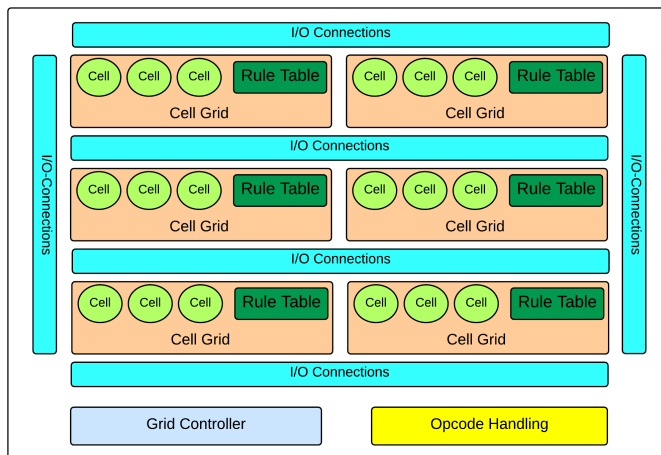 I/O Connections
Cell Cell Cell Rule Table Cell Cell Cell Rule Table
Cell Grid Cell Grid
I/O Connections
I/O-Connections
I/O-Connections
Cell Cell Cell Rule Table Cell Cell Cell Rule Table
Cell Grid Cell Grid
I/O Connections
Cell Cell Cell Rule Table Cell Cell Cell Rule Table
Cell Grid Cell Grid
I/O Connections
Grid Controller Opcode Handling